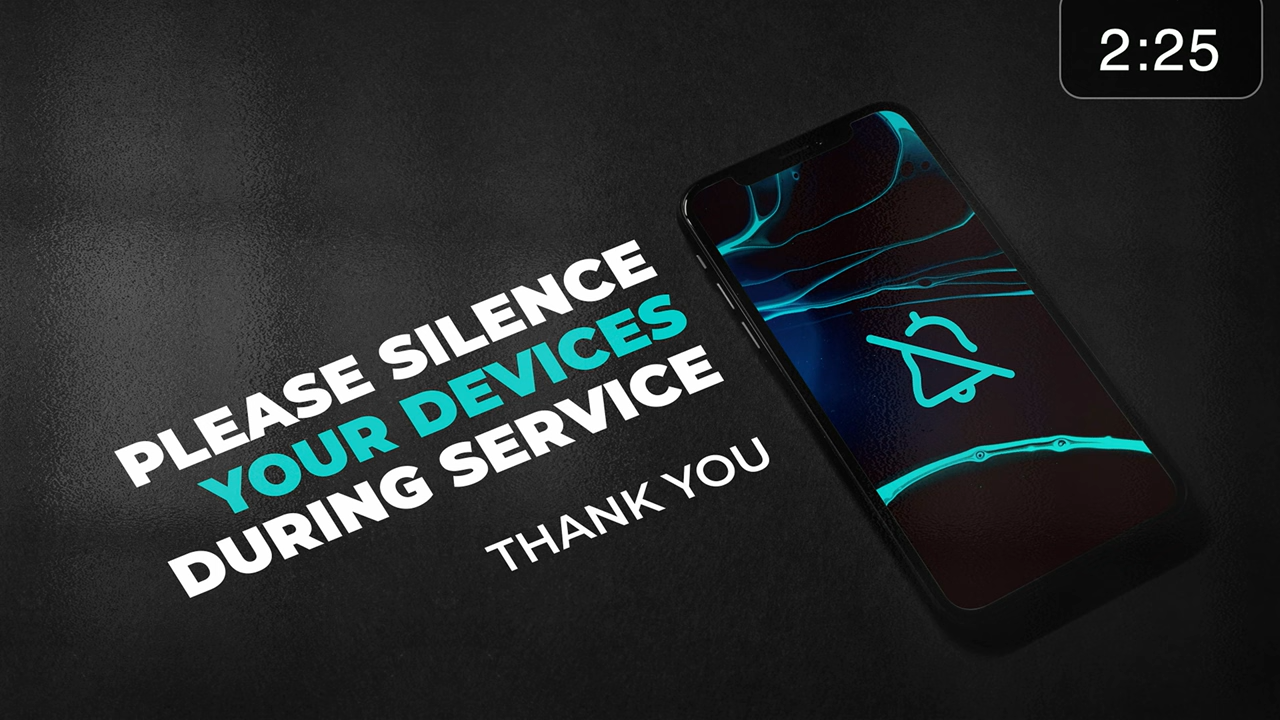 2:25
PLEASE SILENCE
YOUR DEVICES
DURING SERVICE
THANK YOU